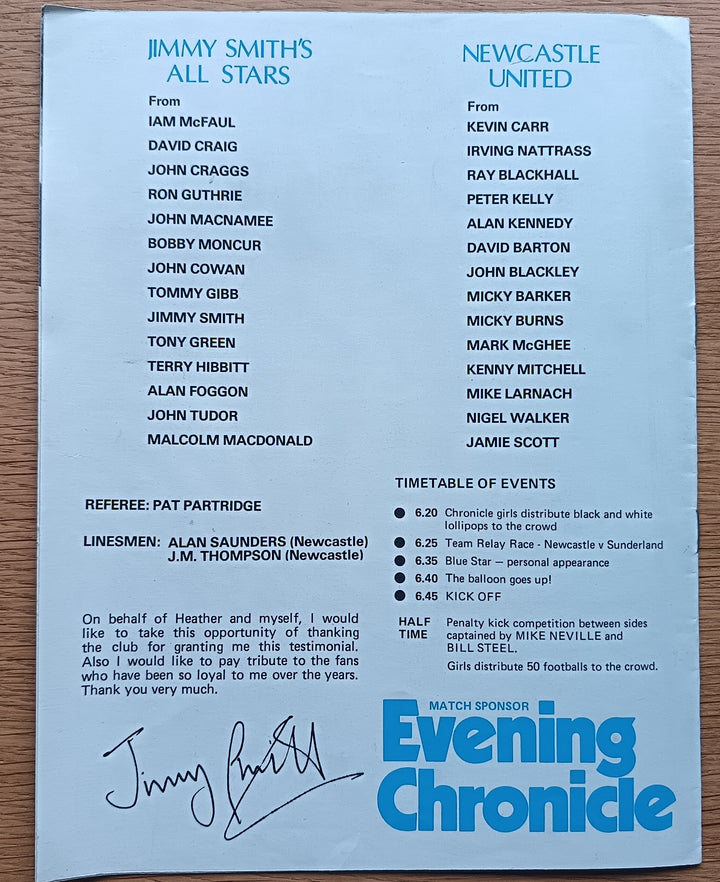 JIMMY SMITH'S
ALL STARS
From
IAM McFAUL
DAVID CRAIG
JOHN CRAGGS
RON GUTHRIE
JOHN MACNAMEE
BOBBY MONCUR
JOHN COWAN
TOMMY GIBB
JIMMY SMITH
TONY GREEN
TERRY HIBBITT
ALAN FOGGON
JOHN TUDOR
MALCOLM MACDONALD
NEWCASTLE
UNITED
From
KEVIN CARR
IRVING NATTRASS
RAY BLACKHALL
PETER KELLY
ALAN KENNEDY
DAVID BARTON
JOHN BLACKLEY
MICKY BARKER
MICKY BURNS
MARK McGHEE
KENNY MITCHELL
MIKE LARNACH
NIGEL WALKER
JAMIE SCOTT
REFEREE: PAT PARTRIDGE
LINESMEN: ALAN SAUNDERS (Newcastle)
J.M. THOMPSON (Newcastle)
On behalf of Heather and myself, I would
like to take this opportunity of thanking
the club for granting me this testimonial.
Also I would like to pay tribute to the fans
who have been so loyal to me over the years.
Thank you very much.
Jimmy Smith
TIMETABLE OF EVENTS
● 6.20 Chronicle girls distribute black and white
lollipops to the crowd
● 6.25 Team Relay Race - Newcastle v Sunderland
● 6.35 Blue Star — personal appearance
● 6.40 The balloon goes up!
● 6.45 KICK OFF
HALF TIME Penalty kick competition between sides
captained by MIKE NEVILLE and
BILL STEEL.
Girls distribute 50 footballs to the crowd.
MATCH SPONSOR
Evening
Chronicle